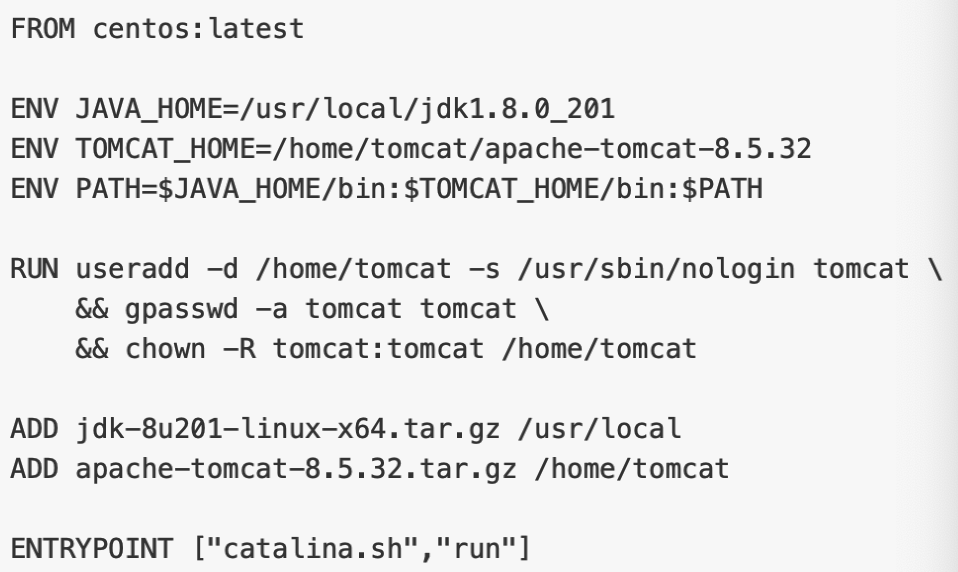 FROM centos:latest
ENV JAVA_HOME=/usr/local/jdk1.8.0_201
ENV TOMCAT_HOME=/home/tomcat/apache-tomcat-8.5.32
ENV PATH=$JAVA_HOME/bin:$TOMCAT_HOME/bin:$PATH
RUN useradd -d /home/tomcat -s /usr/sbin/nologin tomcat \
    && gpasswd -a tomcat tomcat \
    && chown -R tomcat:tomcat /home/tomcat
ADD jdk-8u201-linux-x64.tar.gz /usr/local
ADD apache-tomcat-8.5.32.tar.gz /home/tomcat
ENTRYPOINT ["catalina.sh","run"]